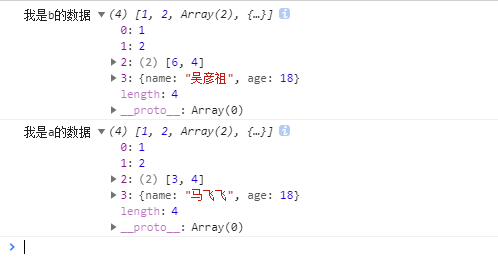 我是b的数据 ▼(4) [1, 2, Array(2), {…}] i
0: 1
1: 2
▶2: (2) [6, 4]
▶3: {name: "吴彦祖", age: 18}
length: 4
▶__proto__: Array(0)
我是a的数据 ▼(4) [1, 2, Array(2), {…}] i
0: 1
1: 2
▶2: (2) [3, 4]
▶3: {name: "马飞飞", age: 18}
length: 4
▶__proto__: Array(0)
>